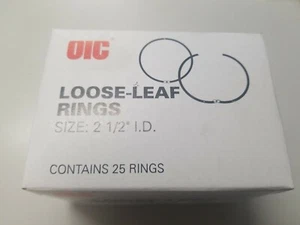 OIC
LOOSE-LEAF
RINGS
SIZE: 2 1/2" I.D.
CONTAINS 25 RINGS